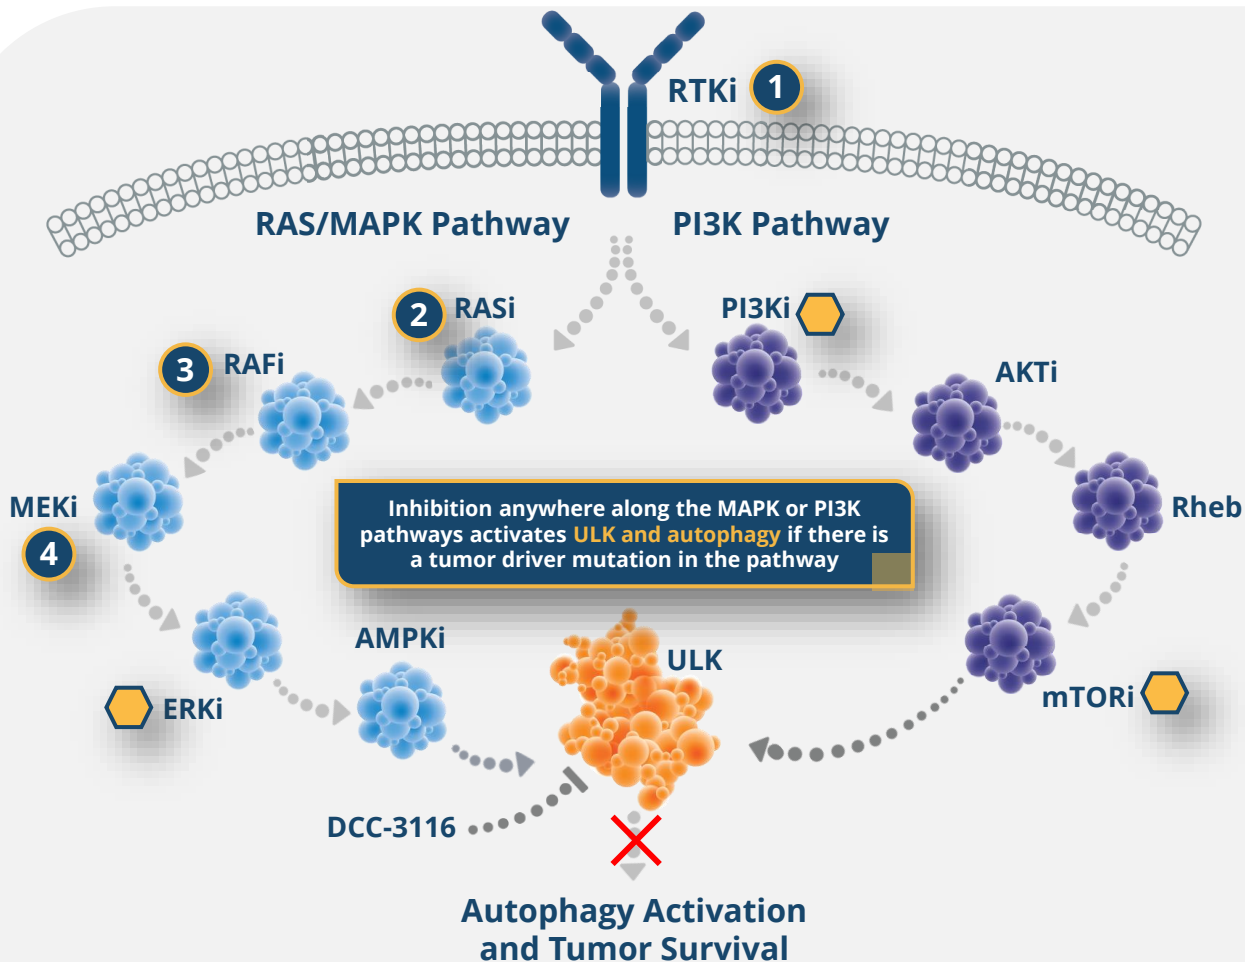 RTKi 1
RAS/MAPK Pathway
PI3K Pathway
2 RASi
PI3Ki
3 RAFi
AKTi
MEKi
4
Rheb
Inhibition anywhere along the MAPK or PI3K
pathways activates ULK and autophagy if there is
a tumor driver mutation in the pathway
AMPKi
ULK
ERKi
mTORi
DCC-3116
Autophagy Activation
and Tumor Survival